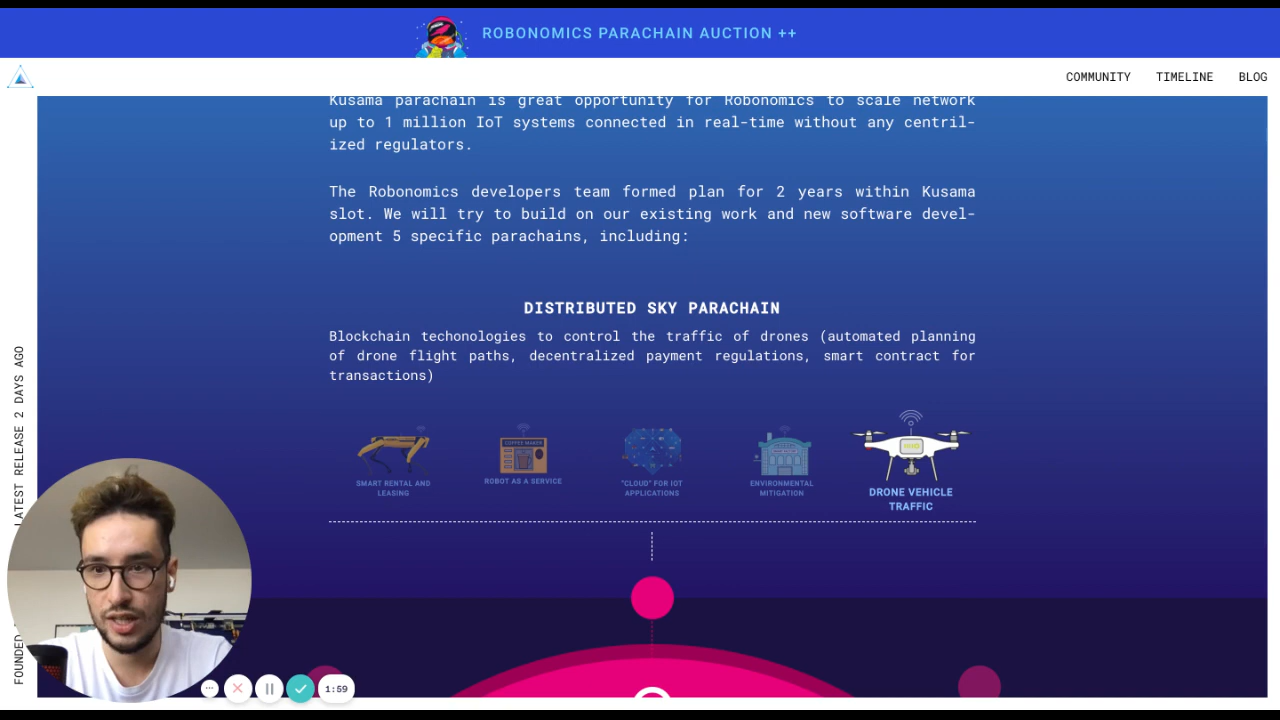 ROBONOMICS PARACHAIN AUCTION ++
COMMUNITY TIMELINE BLOG
Kusama parachain is great opportunity for Robonomics to scale network
up to 1 million IoT systems connected in real-time without any centril-
ized regulators.
The Robonomics developers team formed plan for 2 years within Kusama
slot. We will try to build on our existing work and new software devel-
opment 5 specific parachains, including:
DISTRIBUTED SKY PARACHAIN
Blockchain techonologies to control the traffic of drones (automated planning
of drone flight paths, decentralized payment regulations, smart contract for
transactions)
COFFEE MAKER
SMART RENTAL AND
LEASING
ROBOT AS A SERVICE
"CLOUD" FOR IOT
APPLICATIONS
ENVIRONMENTAL
MITIGATION
DRONE VEHICLE
TRAFFIC
LATEST RELEASE 2 DAYS AGO
FOUNDED
1:59